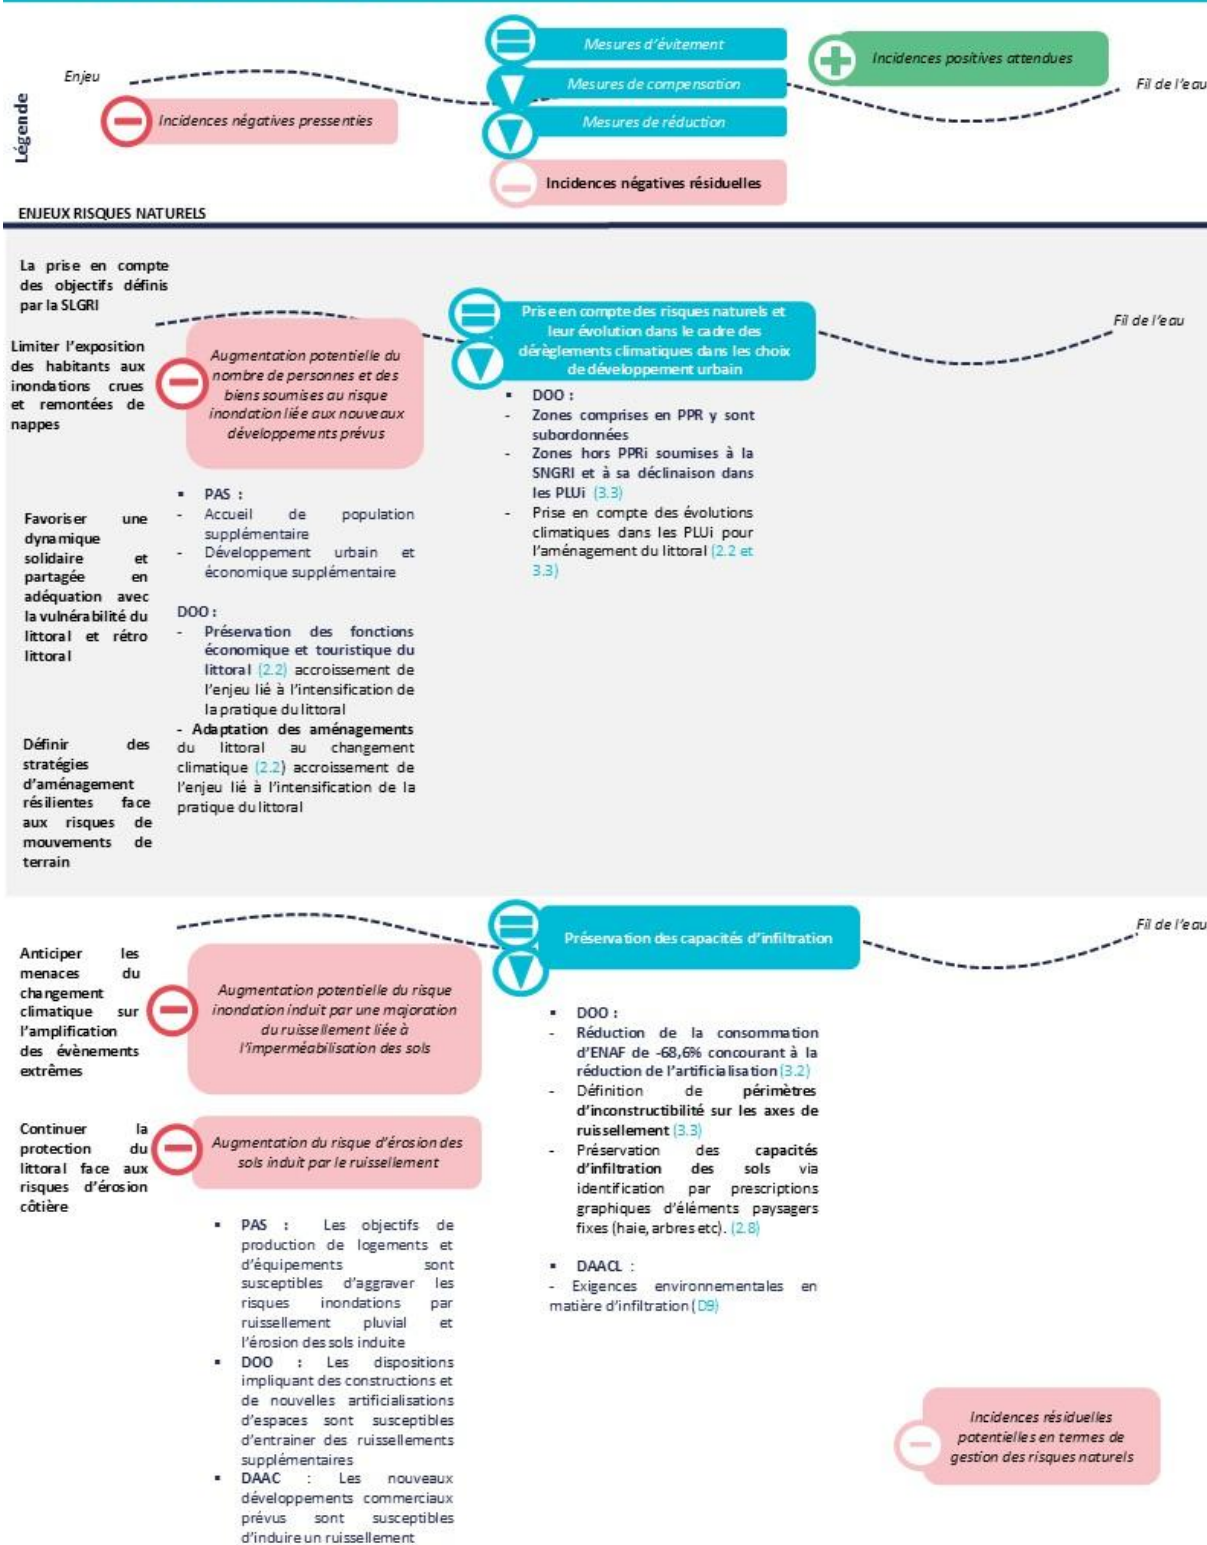 Légende
Enjeu
Incidences négatives pressenties
Mesures d'évitement
Mesures de compensation
Mesures de réduction
Incidences négatives résiduelles
Incidences positives attendues
Fil de l'eau
ENJEUX RISQUES NATURELS
La prise en compte
des objectifs définis
par la SLGRI
Limiter l'exposition
des habitants aux
inondations crues
et remontées de
nappes
Favoriser une
dynamique
solidaire et
partagée en
adéquation avec
la vulnérabilité du
littoral et rétro
littoral
Définir des
stratégies
d'aménagement
résilientes face
aux risques de
mouvements de
terrain
Augmentation potentielle du
nombre de personnes et des
biens soumises au risque
inondation liée aux nouveaux
développements prévus
▪ PAS :
- Accueil de population
supplémentaire
- Développement urbain et
économique supplémentaire
DOO :
- Préservation des fonctions
économique et touristique du
littoral (2.2) accroissement de
l'enjeu lié à l'intensification de
la pratique du littoral
- Adaptation des aménagements
du littoral au changement
climatique (2.2) accroissement de
l'enjeu lié à l'intensification de la
pratique du littoral
Prise en compte des risques naturels et
leur évolution dans le cadre des
dérèglements climatiques dans les choix
de développement urbain
▪ DOO :
- Zones comprises en PPR y sont
subordonnées
- Zones hors PPRi soumises à la
SNGRI et à sa déclinaison dans
les PLUi (3.3)
- Prise en compte des évolutions
climatiques dans les PLUi pour
l'aménagement du littoral (2.2 et
3.3)
Fil de l'eau
Anticiper les
menaces du
changement
climatique sur
l'amplification
des évènements
extrêmes
Continuer la
protection du
littoral face aux
risques d'érosion
côtière
Augmentation potentielle du risque
inondation induit par une majoration
du ruissellement liée à
l'imperméabilisation des sols
Augmentation du risque d'érosion des
sols induit par le ruissellement
▪ PAS : Les objectifs de
production de logements et
d'équipements sont
susceptibles d'aggraver les
risques inondations par
ruissellement pluvial et
l'érosion des sols induite
▪ DOO : Les dispositions
impliquant des constructions et
de nouvelles artificialisations
d'espaces sont susceptibles
d'entrainer des ruissellements
supplémentaires
▪ DAAC : Les nouveaux
développements commerciaux
prévus sont susceptibles
d'induire un ruissellement
Préservation des capacités d'infiltration
▪ DOO :
- Réduction de la consommation
d'ENAF de -68,6% concourant à la
réduction de l'artificialisation (3.2)
- Définition de périmètres
d'inconstructibilité sur les axes de
ruissellement (3.3)
- Préservation des capacités
d'infiltration des sols via
identification par prescriptions
graphiques d'éléments paysagers
fixes (haie, arbres etc). (2.8)
▪ DAACL :
- Exigences environnementales en
matière d'infiltration (D9)
Fil de l'eau
Incidences résiduelles
potentielles en termes de
gestion des risques naturels